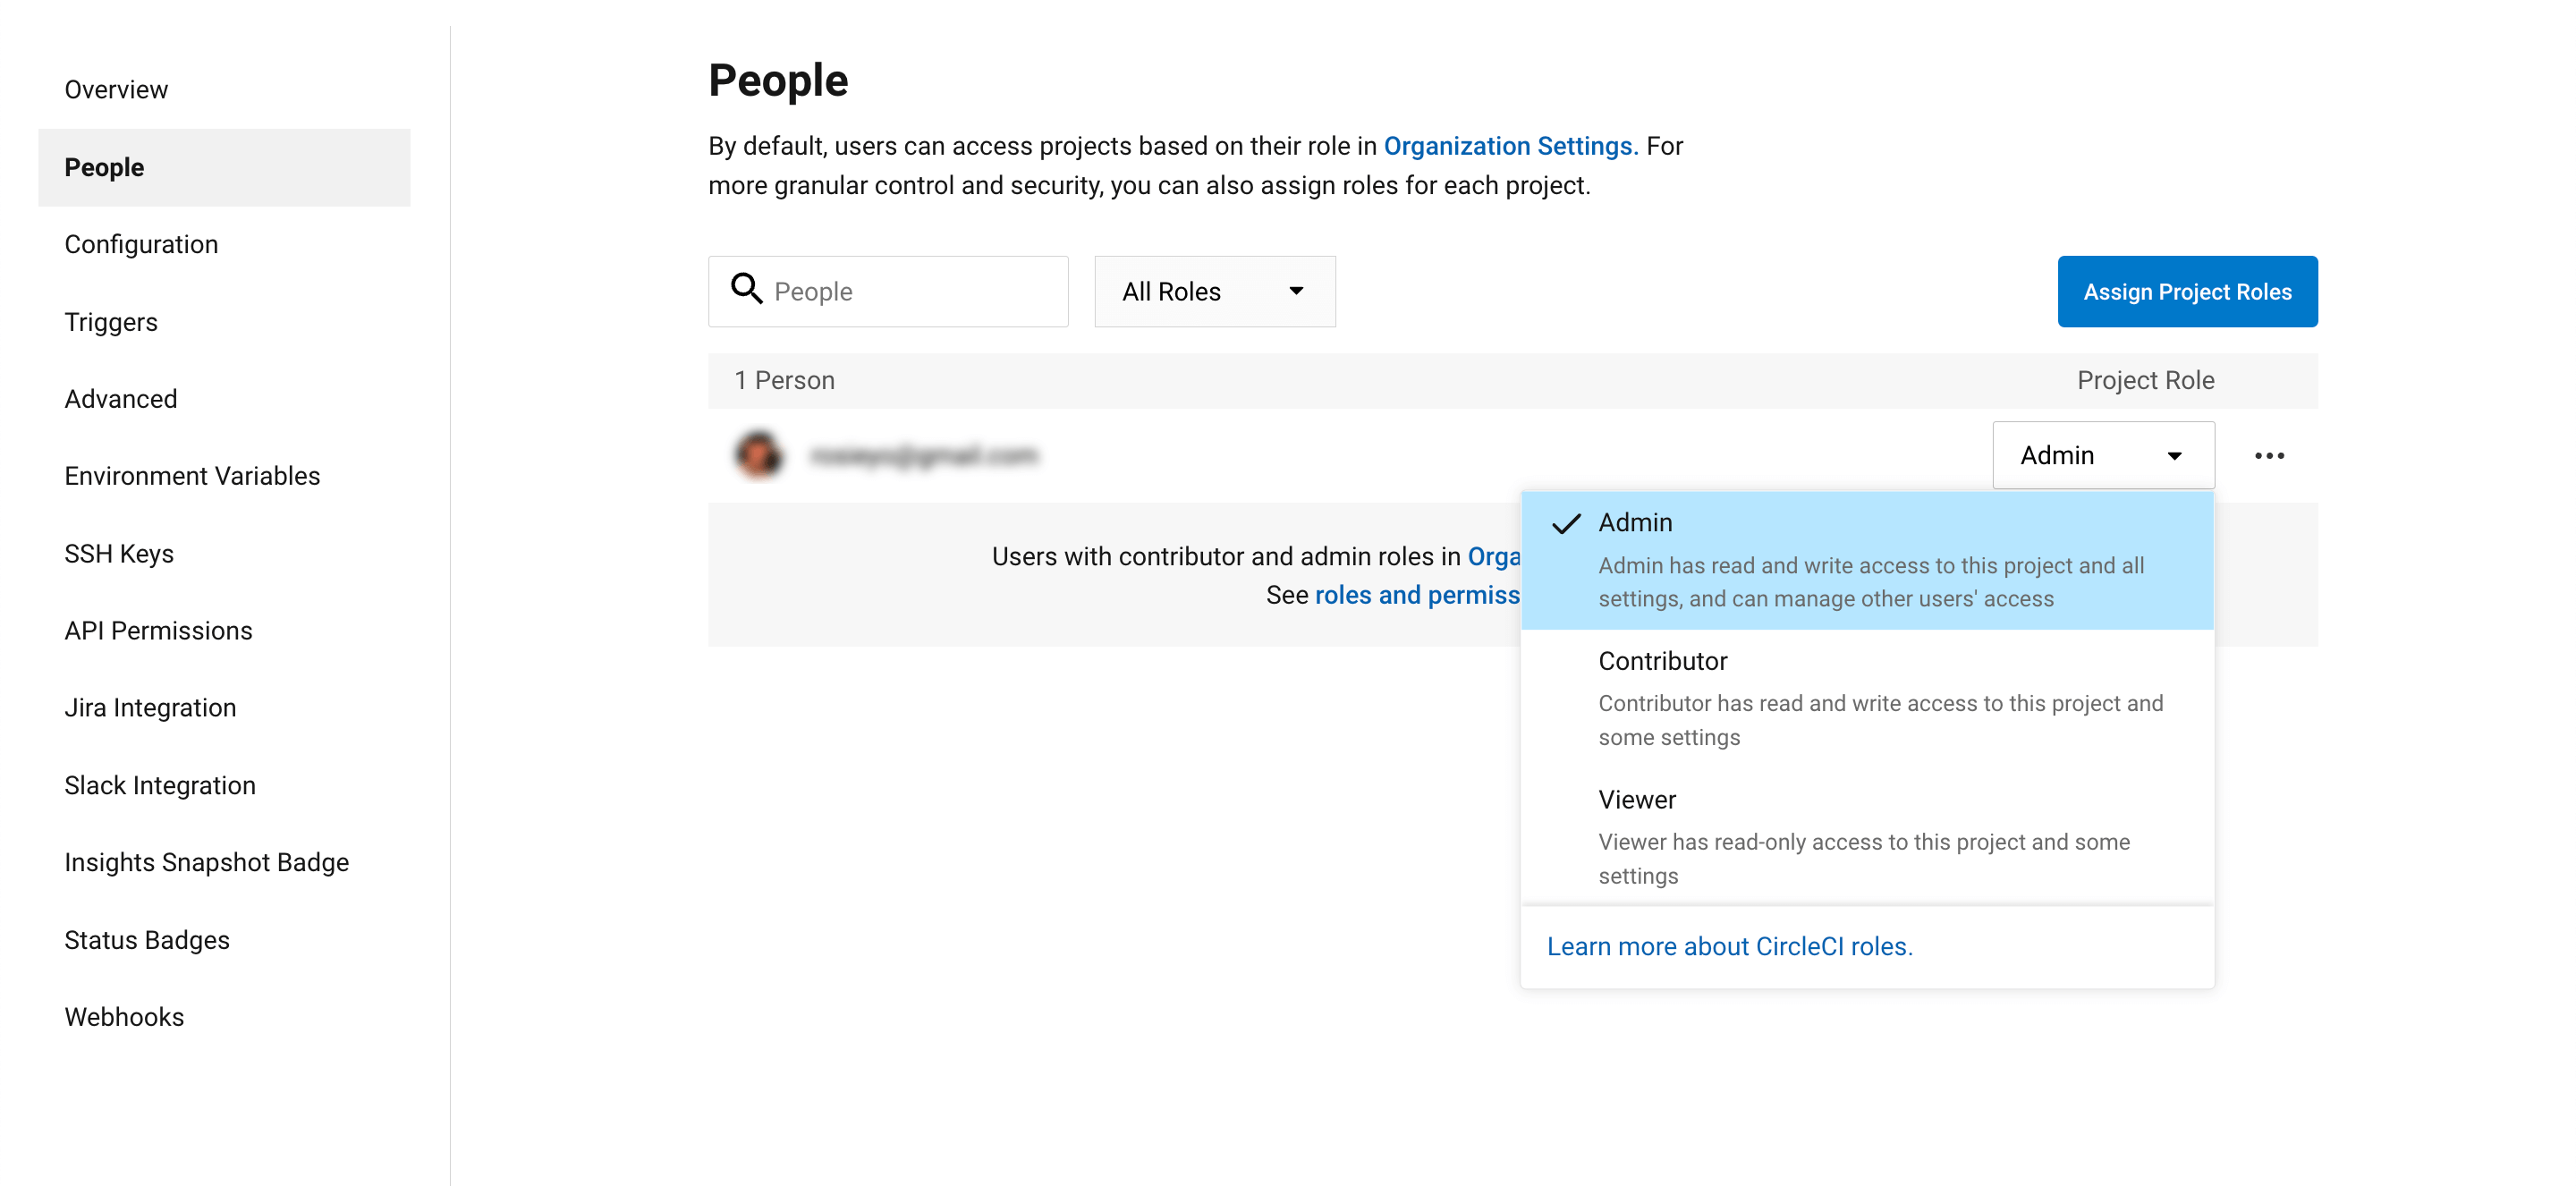 Overview
People
Configuration
Triggers
Advanced
Environment Variables
SSH Keys
API Permissions
Jira Integration
Slack Integration
Insights Snapshot Badge
Status Badges
Webhooks
People
By default, users can access projects based on their role in Organization Settings. For
more granular control and security, you can also assign roles for each project.
People
All Roles
Assign Project Roles
1 Person
Project Role
Admin
Users with contributor and admin roles in
See roles and
Admin
Admin has read and write access to this project and all
settings, and can manage other users' access
Contributor
Contributor has read and write access to this project and
some settings
Viewer
Viewer has read-only access to this project and some
settings
Learn more about CircleCI roles.